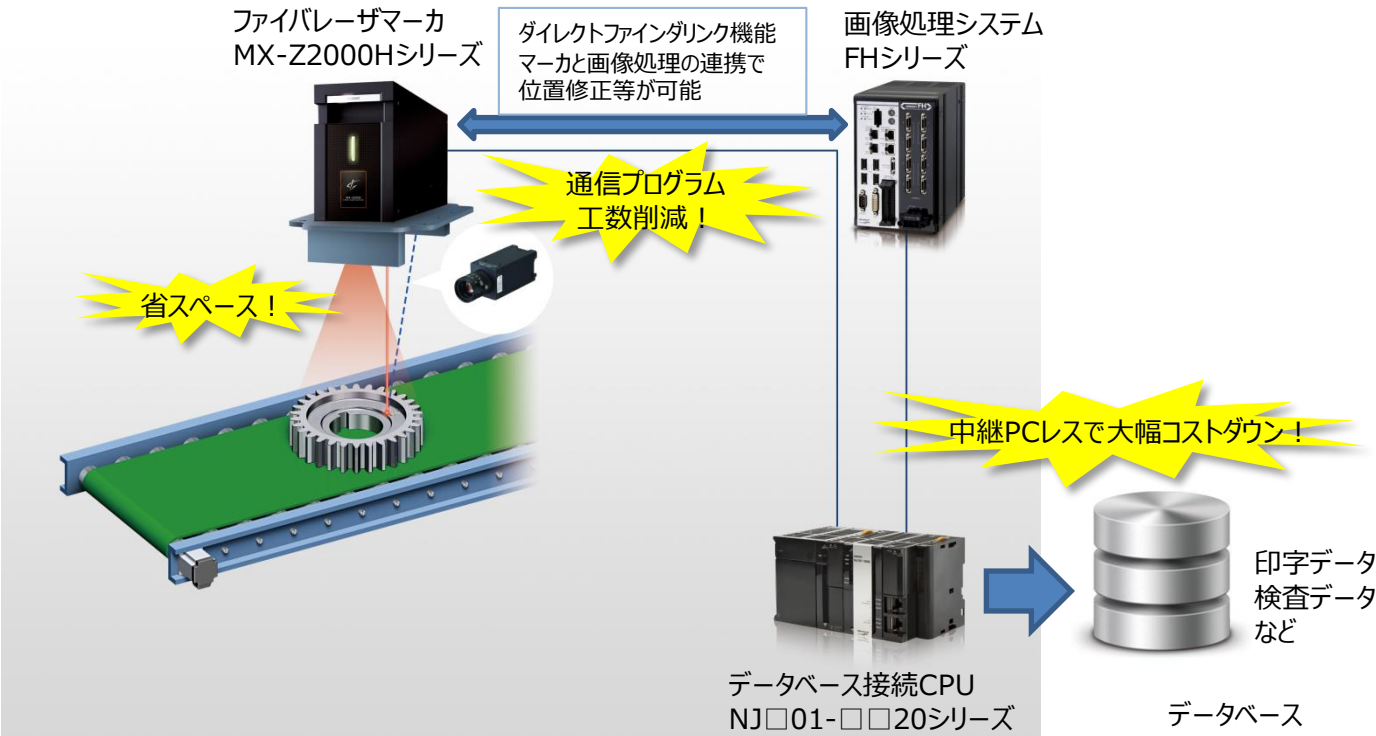 ファイバレーザマーカ
MX-Z2000Hシリーズ
ダイレクトファインダリンク機能
マーカと画像処理の連携で
位置修正等が可能
画像処理システム
FHシリーズ
FH
通信プログラム
工数削減！
省スペース！
中継PCレスで大幅コストダウン！
印字データ
検査データ
など
データベース接続CPU
NJ□01-□□20シリーズ
データベース